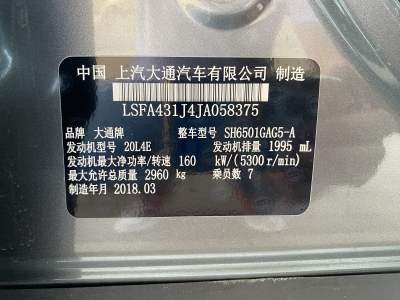 中国 上汽大通汽车有限公司 制造
LSFA431J4JA058375
品牌 大通牌 整车型号 SH6501GAG5-A
发动机型号 20L4E 发动机排量 1995 mL
发动机最大净功率/转速 160 kW/(5300r/min)
最大允许总质量 2960 kg 乘员数 7
制造年月 2018.03